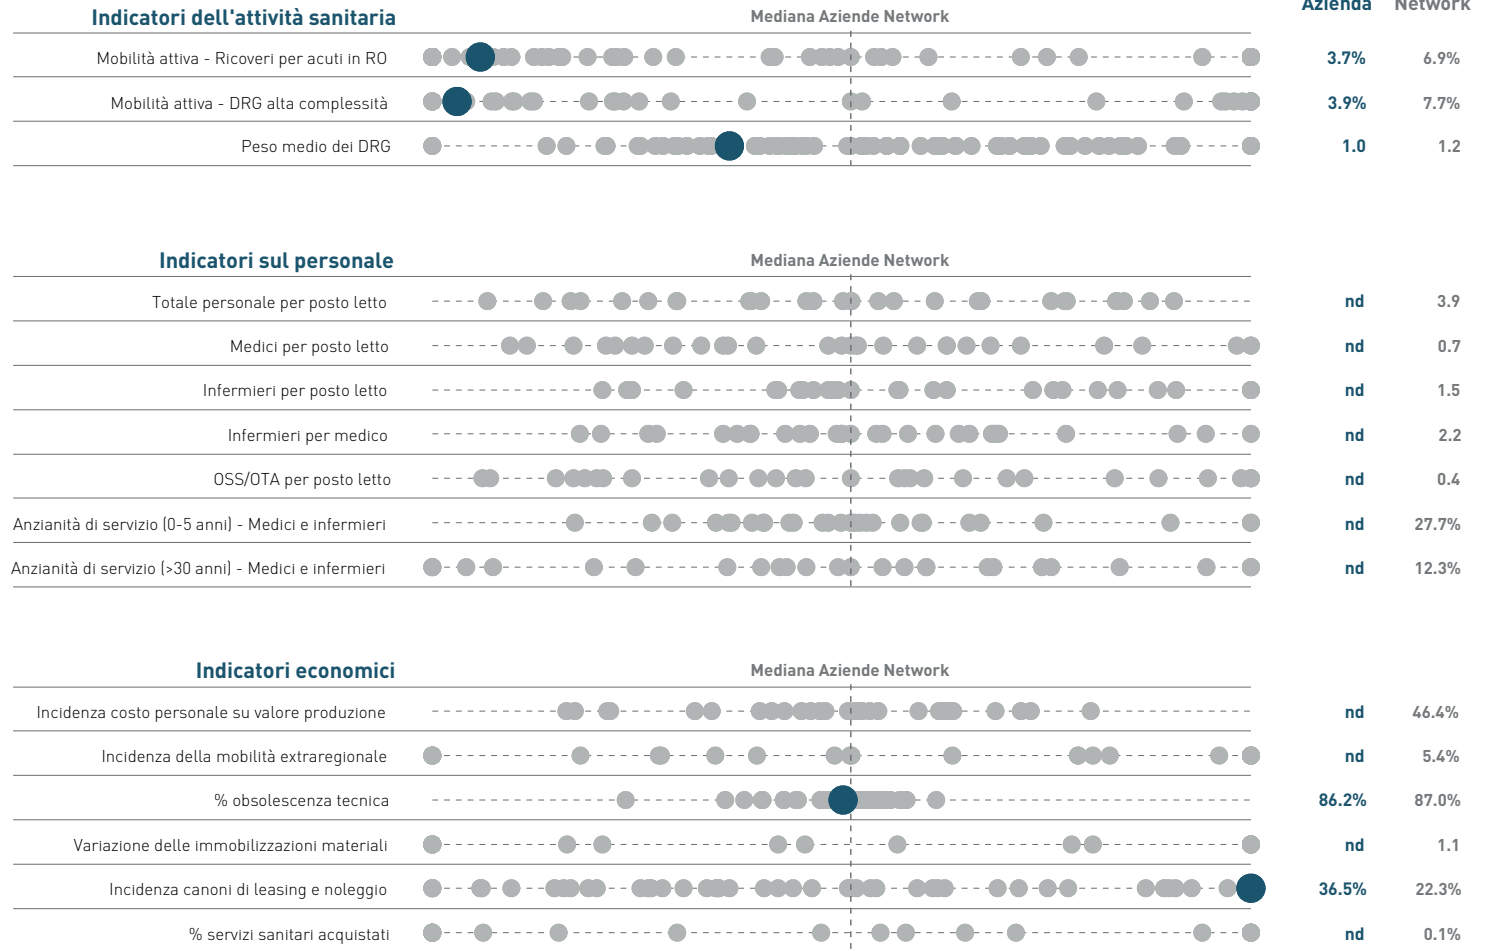 Azienda Network
Indicatori dell'attività sanitaria Mediana Aziende Network
Mobilità attiva - Ricoveri per acuti in RO 3.7% 6.9%
Mobilità attiva - DRG alta complessità 3.9% 7.7%
Peso medio dei DRG 1.0 1.2
Indicatori sul personale Mediana Aziende Network
Totale personale per posto letto nd 3.9
Medici per posto letto nd 0.7
Infermieri per posto letto nd 1.5
Infermieri per medico nd 2.2
OSS/OTA per posto letto nd 0.4
Anzianità di servizio (0-5 anni) - Medici e infermieri nd 27.7%
Anzianità di servizio (>30 anni) - Medici e infermieri nd 12.3%
Indicatori economici Mediana Aziende Network
Incidenza costo personale su valore produzione nd 46.4%
Incidenza della mobilità extraregionale nd 5.4%
% obsolescenza tecnica 86.2% 87.0%
Variazione delle immobilizzazioni materiali nd 1.1
Incidenza canoni di leasing e noleggio 36.5% 22.3%
% servizi sanitari acquistati nd 0.1%